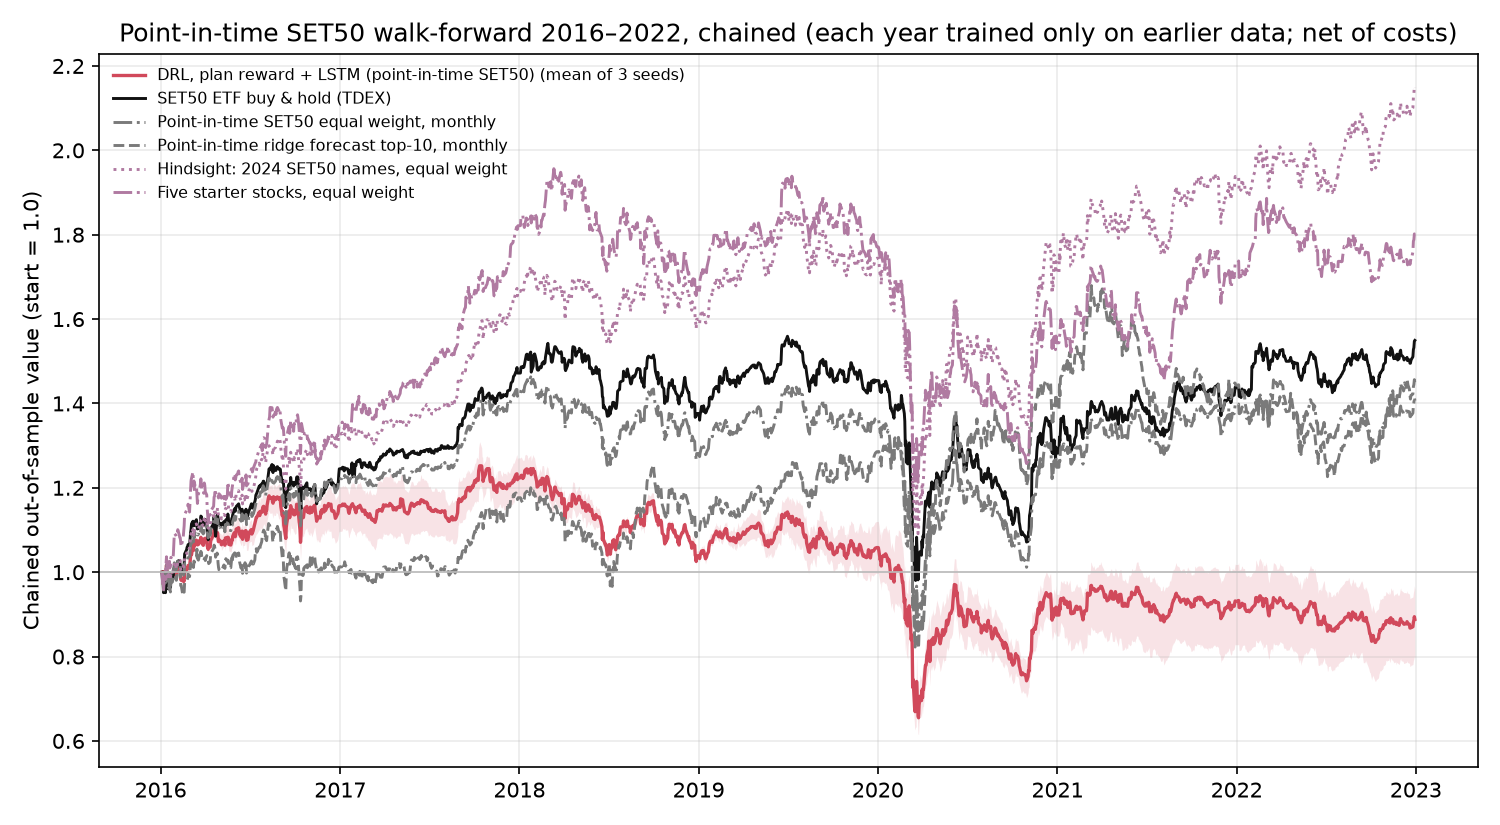 Point-in-time SET50 walk-forward 2016–2022, chained (each year trained only on earlier data; net of costs)
DRL, plan reward + LSTM (point-in-time SET50) (mean of 3 seeds)
SET50 ETF buy & hold (TDEX)
Point-in-time SET50 equal weight, monthly
Point-in-time ridge forecast top-10, monthly
Hindsight: 2024 SET50 names, equal weight
Five starter stocks, equal weight
Chained out-of-sample value (start = 1.0)
2.2
2.0
1.8
1.6
1.4
1.2
1.0
0.8
0.6
2016
2017
2018
2019
2020
2021
2022
2023